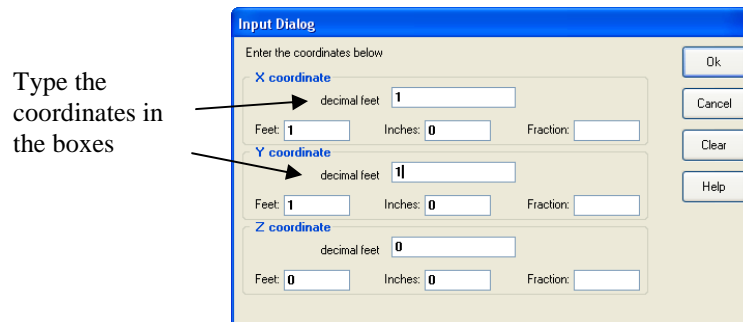 Input Dialog
Enter the coordinates below
Ok
X coordinate
Type the
coordinates in
the boxes
decimal feet 1
Cancel
Feet: 1 Inches: 0 Fraction:
Clear
Y coordinate
decimal feet 1
Help
Feet: 1 Inches: 0 Fraction:
Z coordinate
decimal feet 0
Feet: 0 Inches: 0 Fraction: